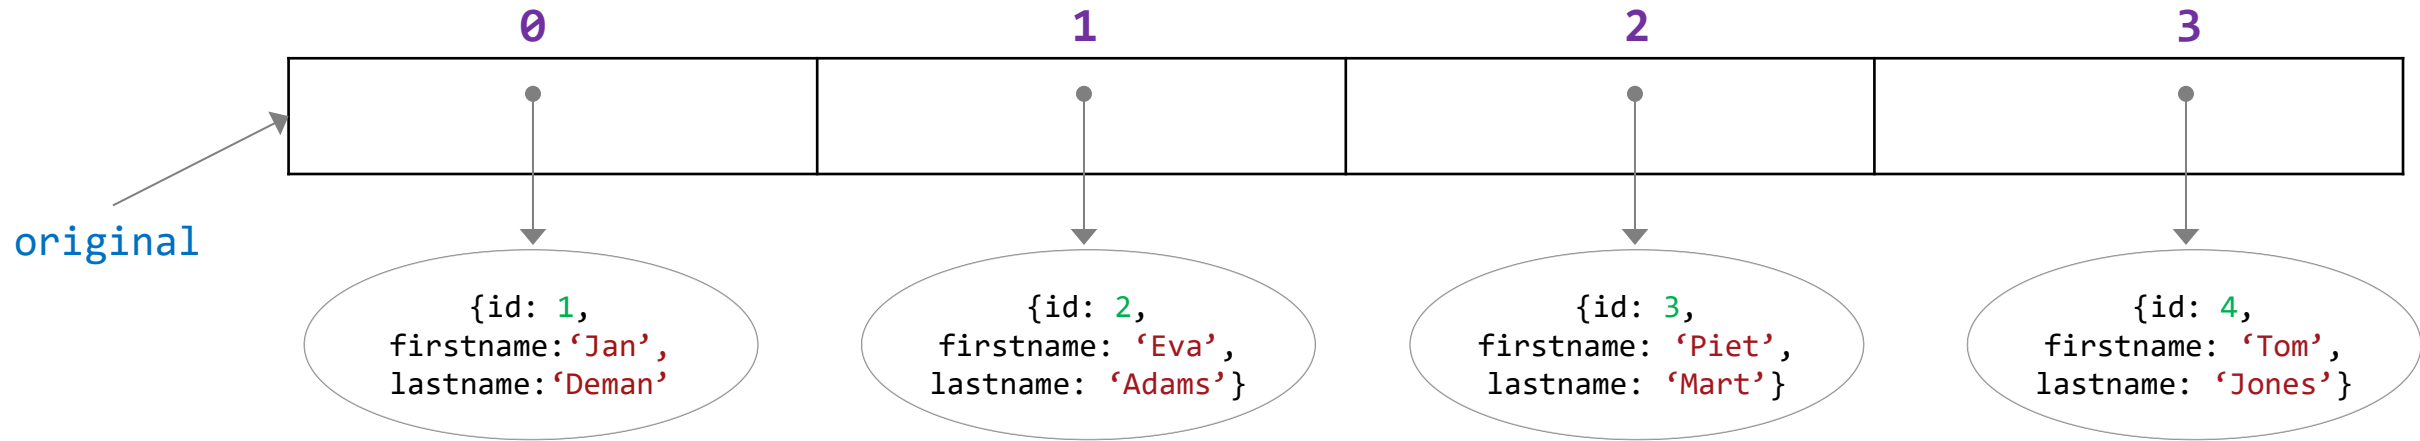 0 1 2 3
original
{id: 1,
firstname:‘Jan’,
lastname:‘Deman’
{id: 2,
firstname: ‘Eva’,
lastname: ‘Adams’}
{id: 3,
firstname: ‘Piet’,
lastname: ‘Mart’}
{id: 4,
firstname: ‘Tom’,
lastname: ‘Jones’}